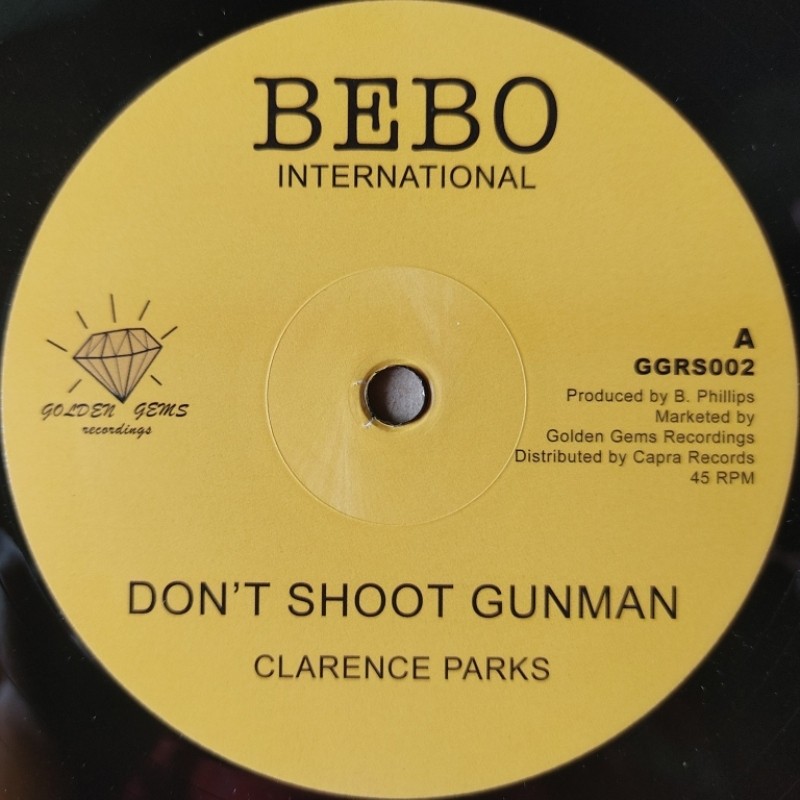 BEBO
INTERNATIONAL
GOLDEN GEMS
recordings
A
GGRS002
Produced by B. Phillips
Marketed by
Golden Gems Recordings
Distributed by Capra Records
45 RPM
DON'T SHOOT GUNMAN
CLARENCE PARKS